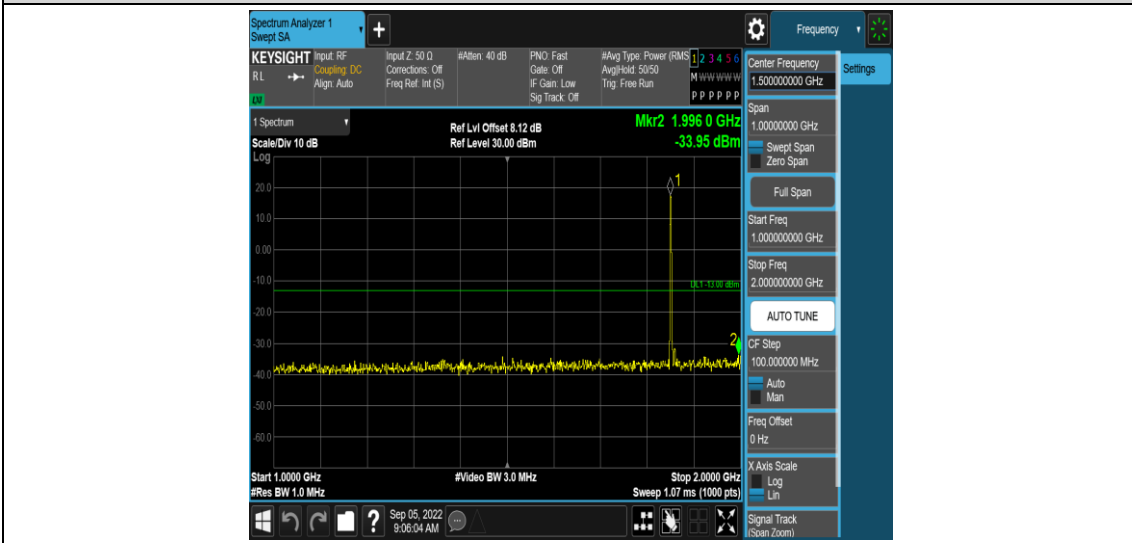 Spectrum Analyzer 1
Swept SA
+
Frequency
KEYSIGHT
RL
LXI
Input: RF
Coupling: DC
Align: Auto
Input Z: 50 Ω
Corrections: Off
Freq Ref: Int (S)
#Atten: 40 dB
PNO: Fast
Gate: Off
IF Gain: Low
Sig Track: Off
#Avg Type: Power (RMS
Avg|Hold: 50/50
Trig: Free Run
1 2 3 4 5 6
M W W W W W
P P P P P P
1 Spectrum
Scale/Div 10 dB
Log
Ref Lvl Offset 8.12 dB
Ref Level 30.00 dBm
Mkr2 1.996 0 GHz
-33.95 dBm
1
20.0
10.0
0.00
-10.0
DL1 -13.00 dBm
-20.0
-30.0
2
-40.0
-50.0
-60.0
Start 1.0000 GHz
#Res BW 1.0 MHz
#Video BW 3.0 MHz
Stop 2.0000 GHz
Sweep 1.07 ms (1000 pts)
?
Sep 05, 2022
9:06:04 AM
Center Frequency
1.500000000 GHz
Settings
Span
1.00000000 GHz
Swept Span
Zero Span
Full Span
Start Freq
1.000000000 GHz
Stop Freq
2.000000000 GHz
AUTO TUNE
CF Step
100.000000 MHz
Auto
Man
Freq Offset
0 Hz
X Axis Scale
Log
Lin
Signal Track
(Span Zoom)